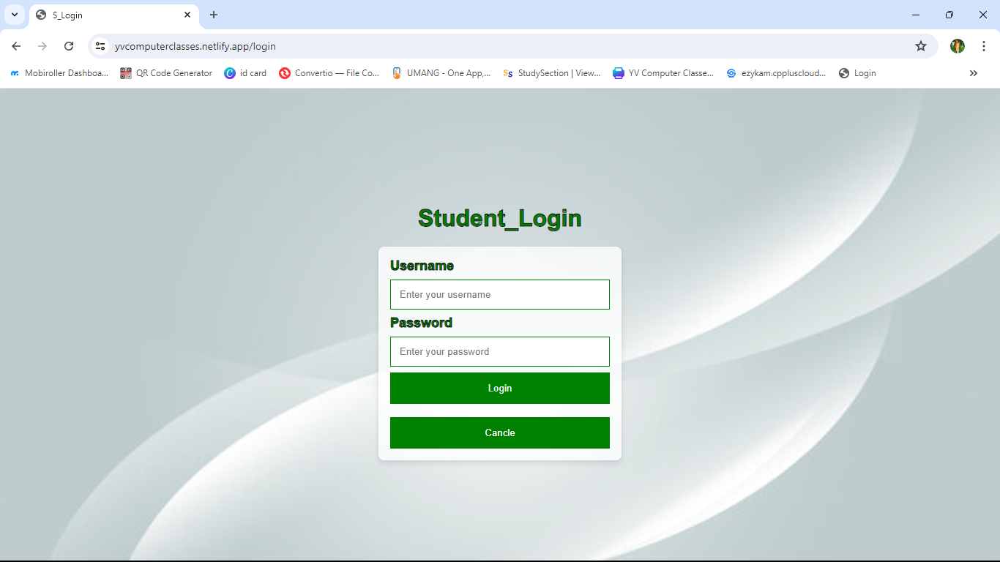 S_Login
yvcomputerclasses.netlify.app/login
Mobiroller Dashboa... QR Code Generator id card Convertio — File Co... UMANG - One App,... StudySection | View... YV Computer Classe... ezykam.cppluscloud... Login
Student_Login
Username
Enter your username
Password
Enter your password
Login
Cancle